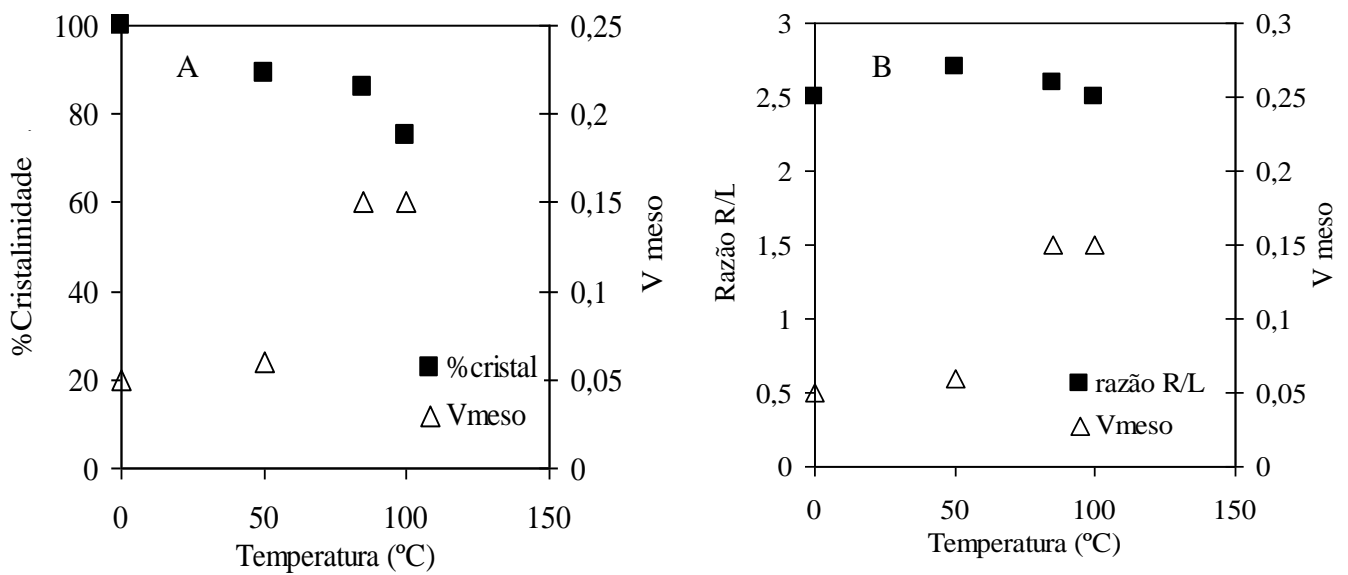 100
80
60
40
20
0
%Cristalinidade
A
0,25
0,2
0,15
0,1
0,05
0
V meso
%cristal
Vmeso
0
50
100
150
Temperatura (ºC)
3
2,5
2
1,5
1
0,5
0
Razão R/L
B
0,3
0,25
0,2
0,15
0,1
0,05
0
V meso
razão R/L
Vmeso
0
50
100
150
Temperatura (ºC)